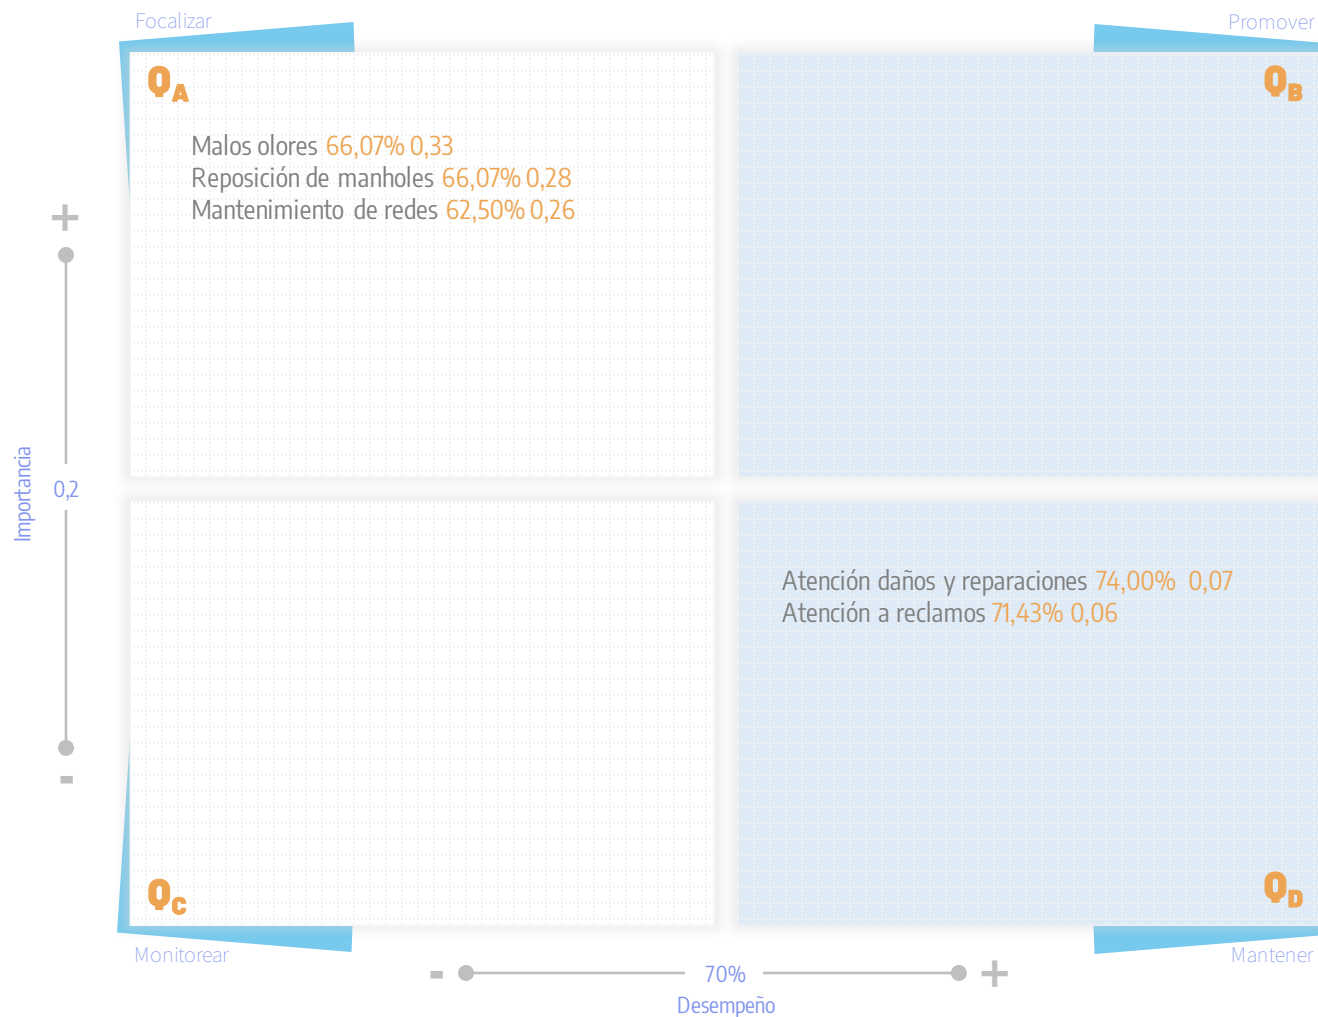 Focalizar
Promover
QA
QB
Malos olores 66,07% 0,33
Reposición de manholes 66,07% 0,28
Mantenimiento de redes 62,50% 0,26
+
Importancia
0,2
-
Atención daños y reparaciones 74,00% 0,07
Atención a reclamos 71,43% 0,06
QC
QD
Monitorear
Mantener
- 70% +
Desempeño